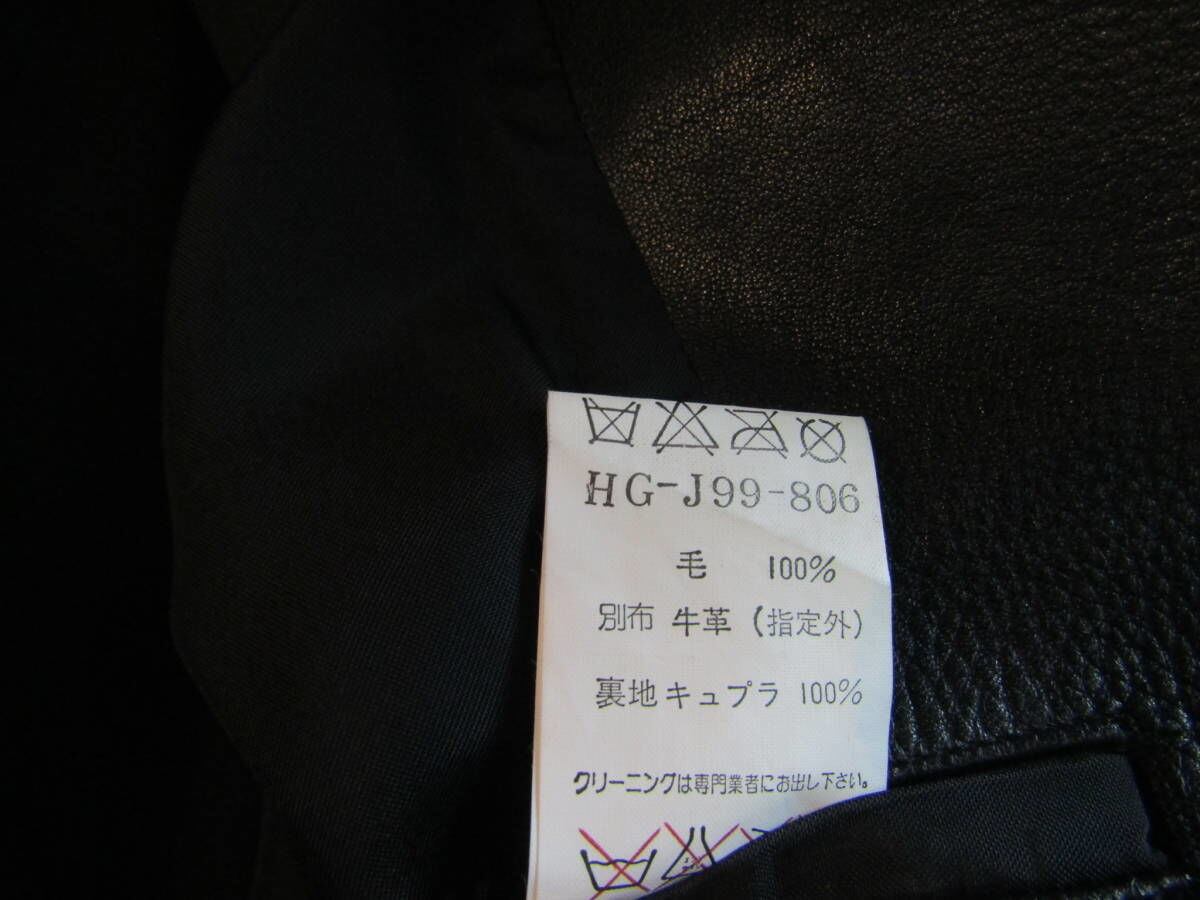 HG-J99-806
毛 100%
別布 牛革 (指定外)
裏地 キュプラ 100%
クリーニングは専門業者にお出し下さい。